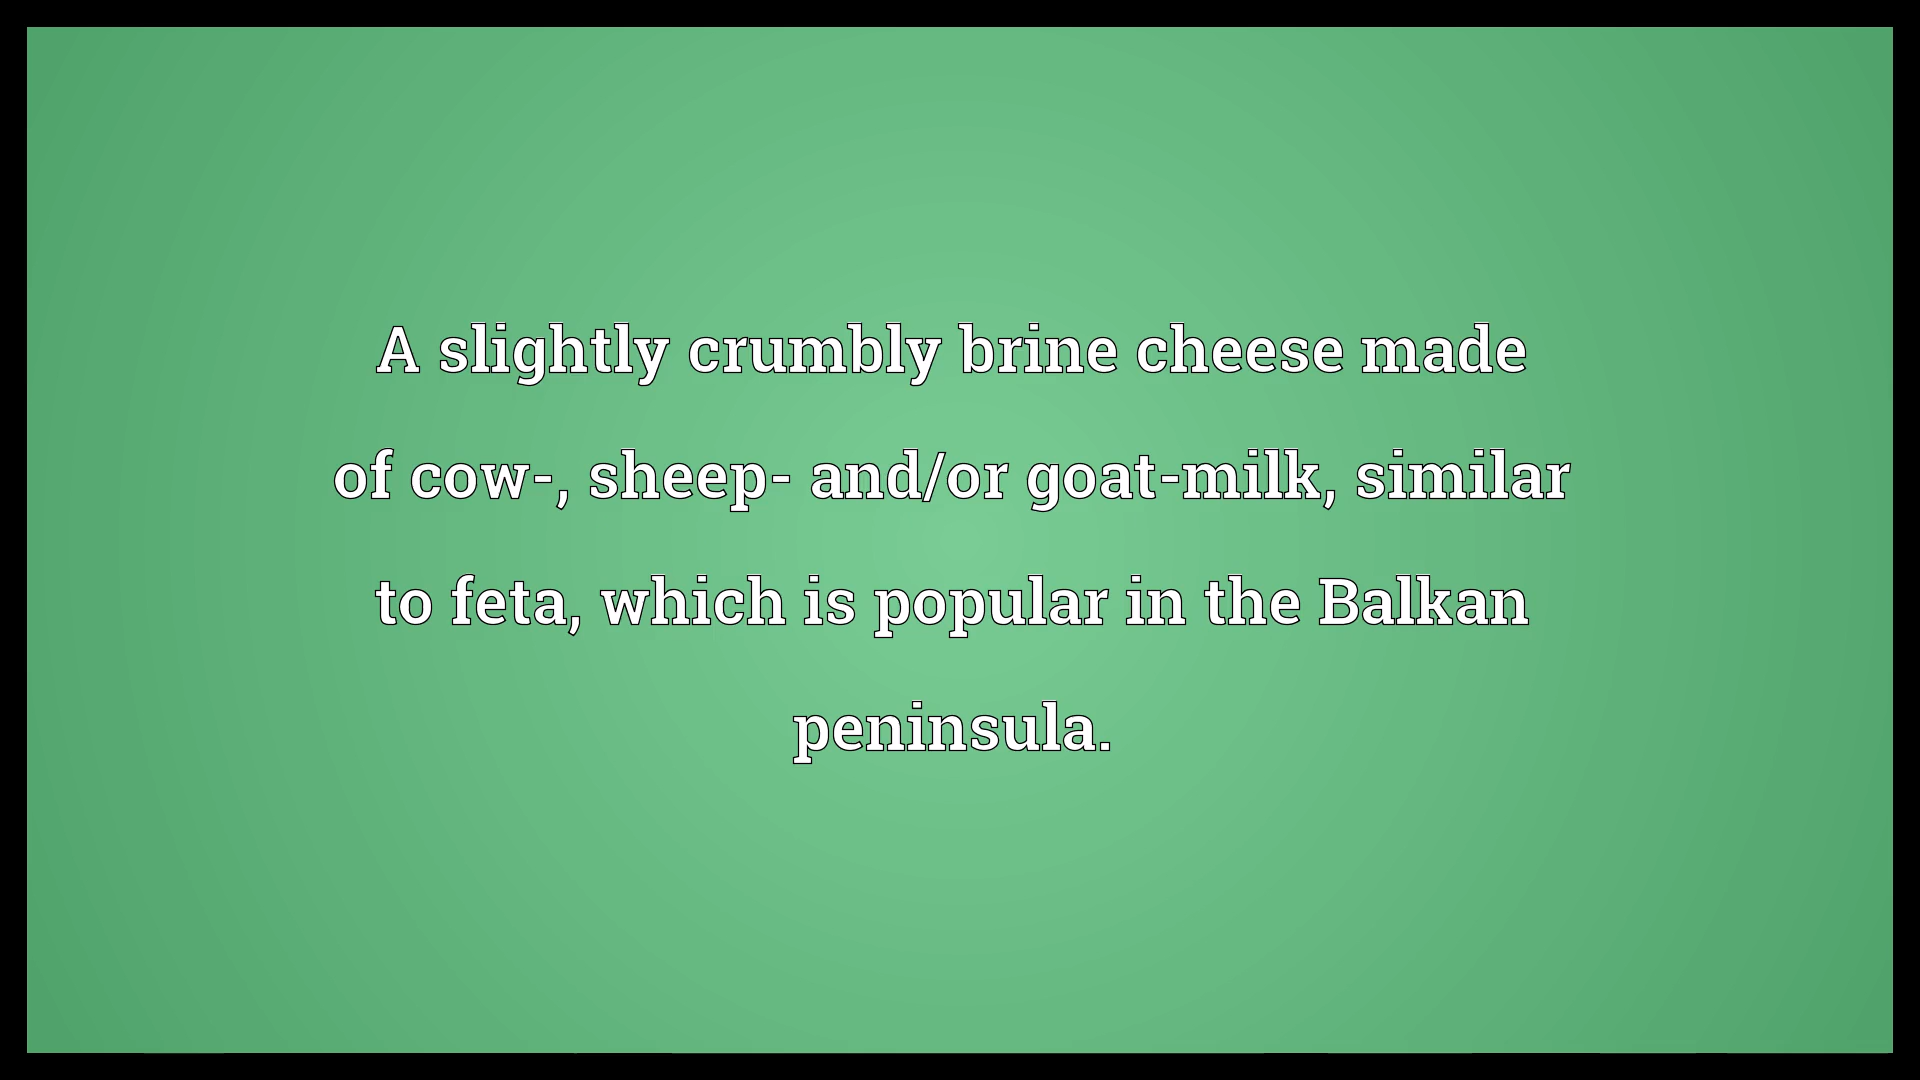 A slightly crumbly brine cheese made
of cow-, sheep- and/or goat-milk, similar
to feta, which is popular in the Balkan
peninsula.